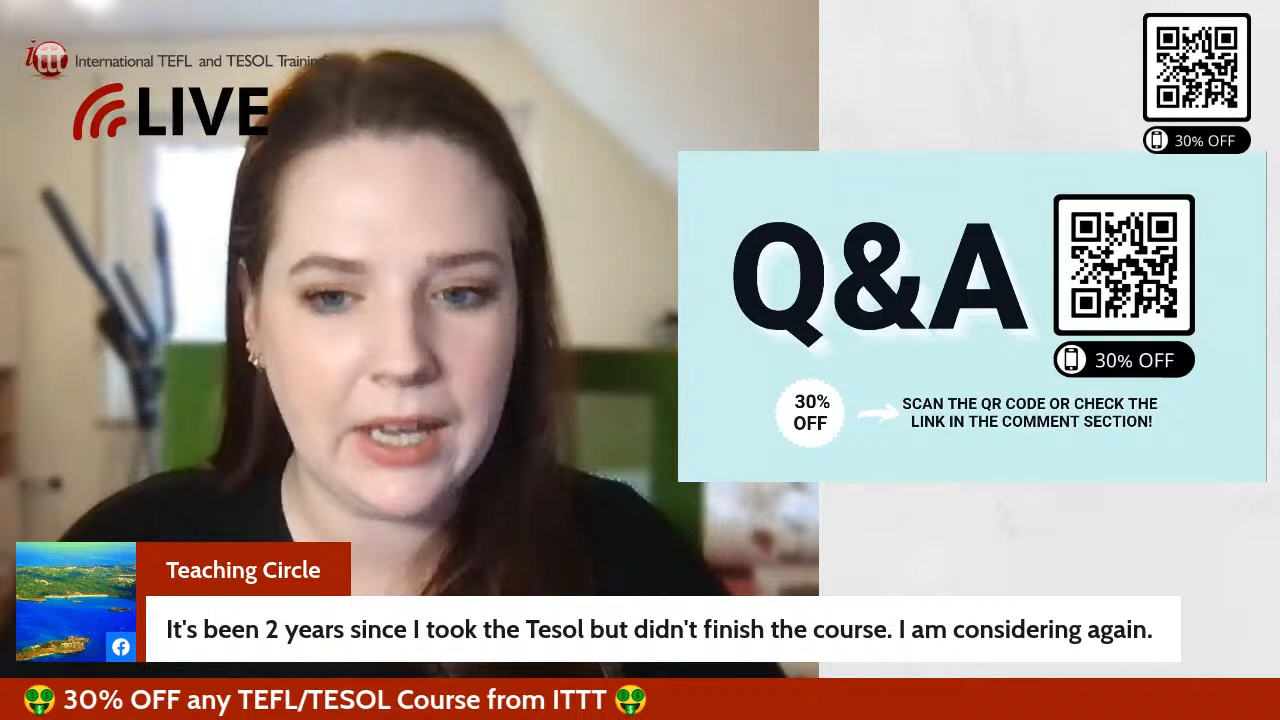 ittt International TEFL and TESOL Training
LIVE
30% OFF
Q&A
30% OFF
30%
OFF
SCAN THE QR CODE OR CHECK THE
LINK IN THE COMMENT SECTION!
Teaching Circle
It's been 2 years since I took the Tesol but didn't finish the course. I am considering again.
🤑 30% OFF any TEFL/TESOL Course from ITTT 🤑